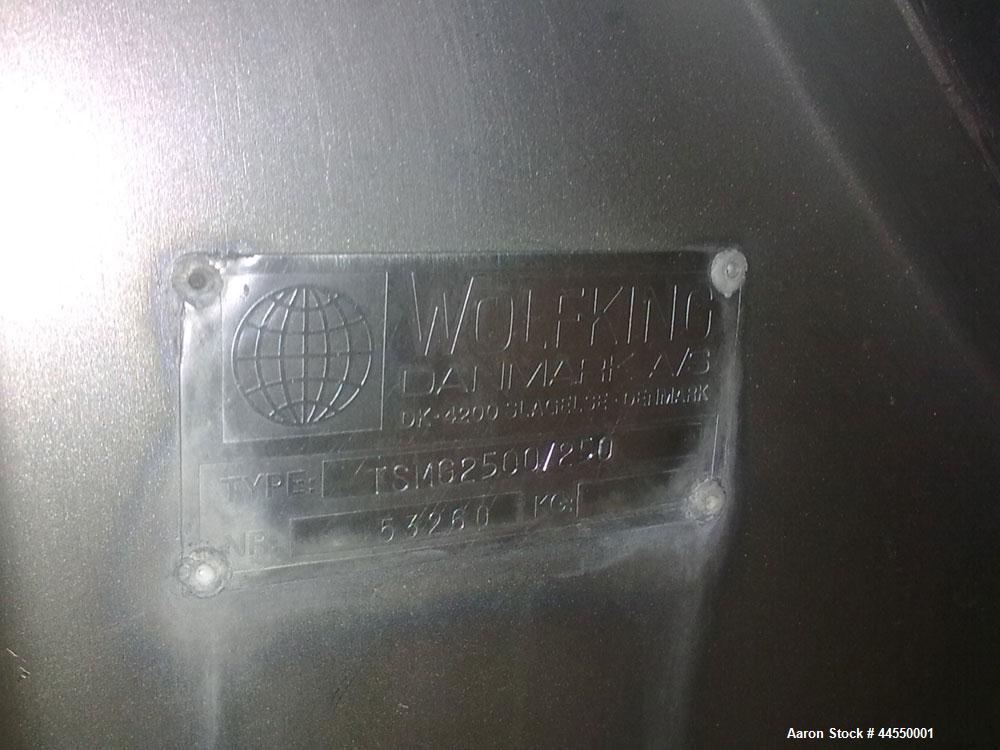 WOLFKING
DANMARK A/S
DK-4200 SLAGELSE - DENMARK
TYPE: TSMG2500/250
NR: 53260 KG:
Aaron Stock # 44550001